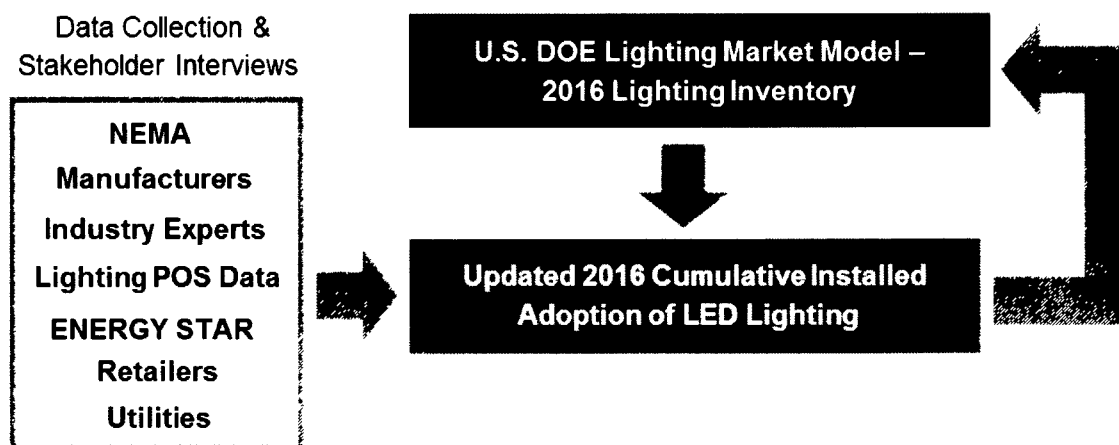 Data Collection &
Stakeholder Interviews
NEMA
Manufacturers
Industry Experts
Lighting POS Data
ENERGY STAR
Retailers
Utilities
U.S. DOE Lighting Market Model –
2016 Lighting Inventory
Updated 2016 Cumulative Installed
Adoption of LED Lighting